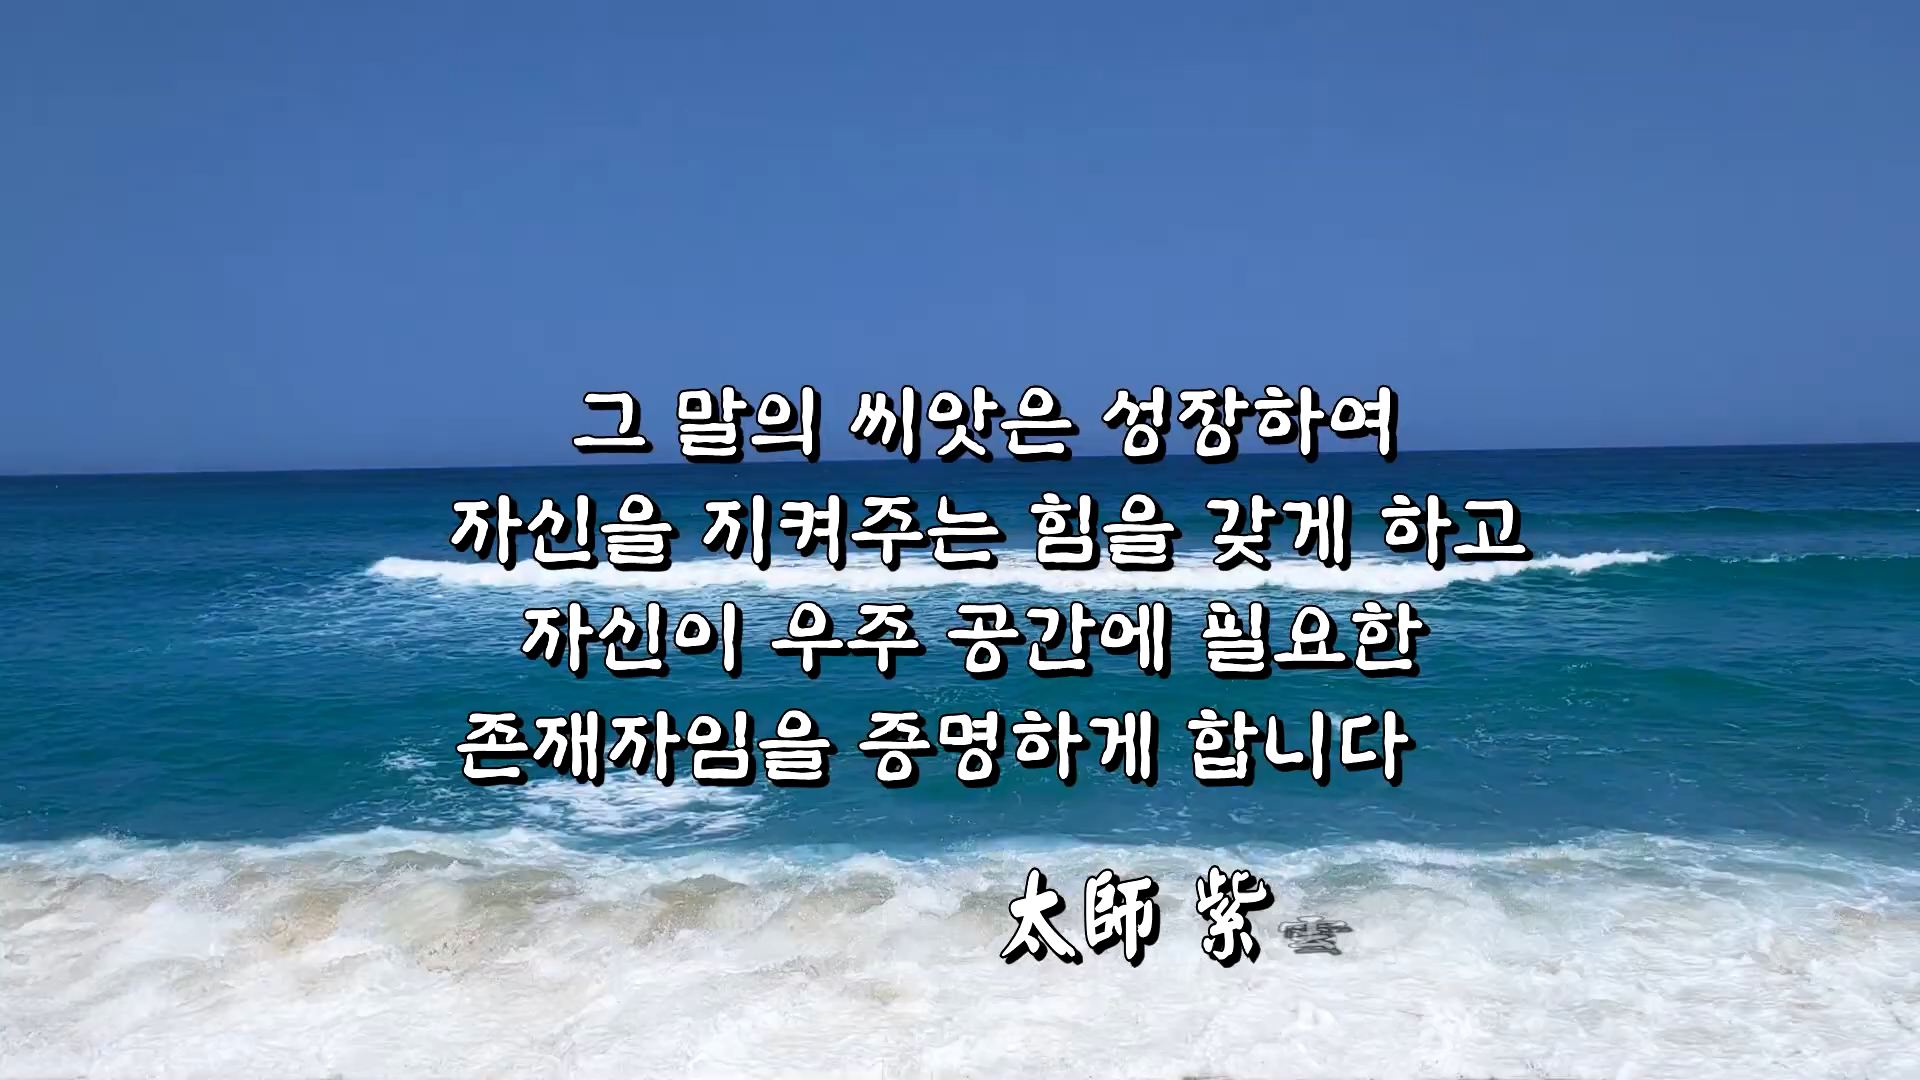 그 말의 씨앗은 성장하여
자신을 지켜주는 힘을 갖게 하고
자신이 우주 공간에 필요한
존재자임을 증명하게 합니다
太師 紫雲